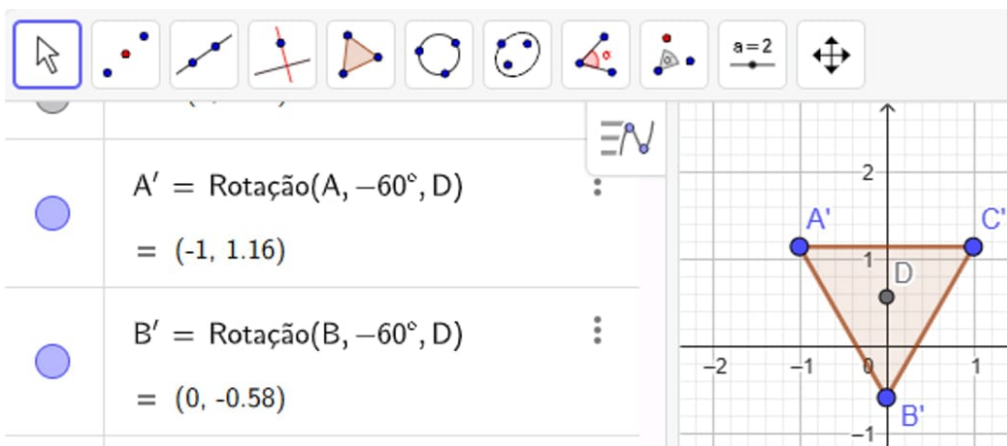 a=2
A′ = Rotação(A, −60°, D)
= (-1, 1.16)
B′ = Rotação(B, −60°, D)
= (0, -0.58)
2
A'
C'
1
D
−2
−1
0
1
B'
−1